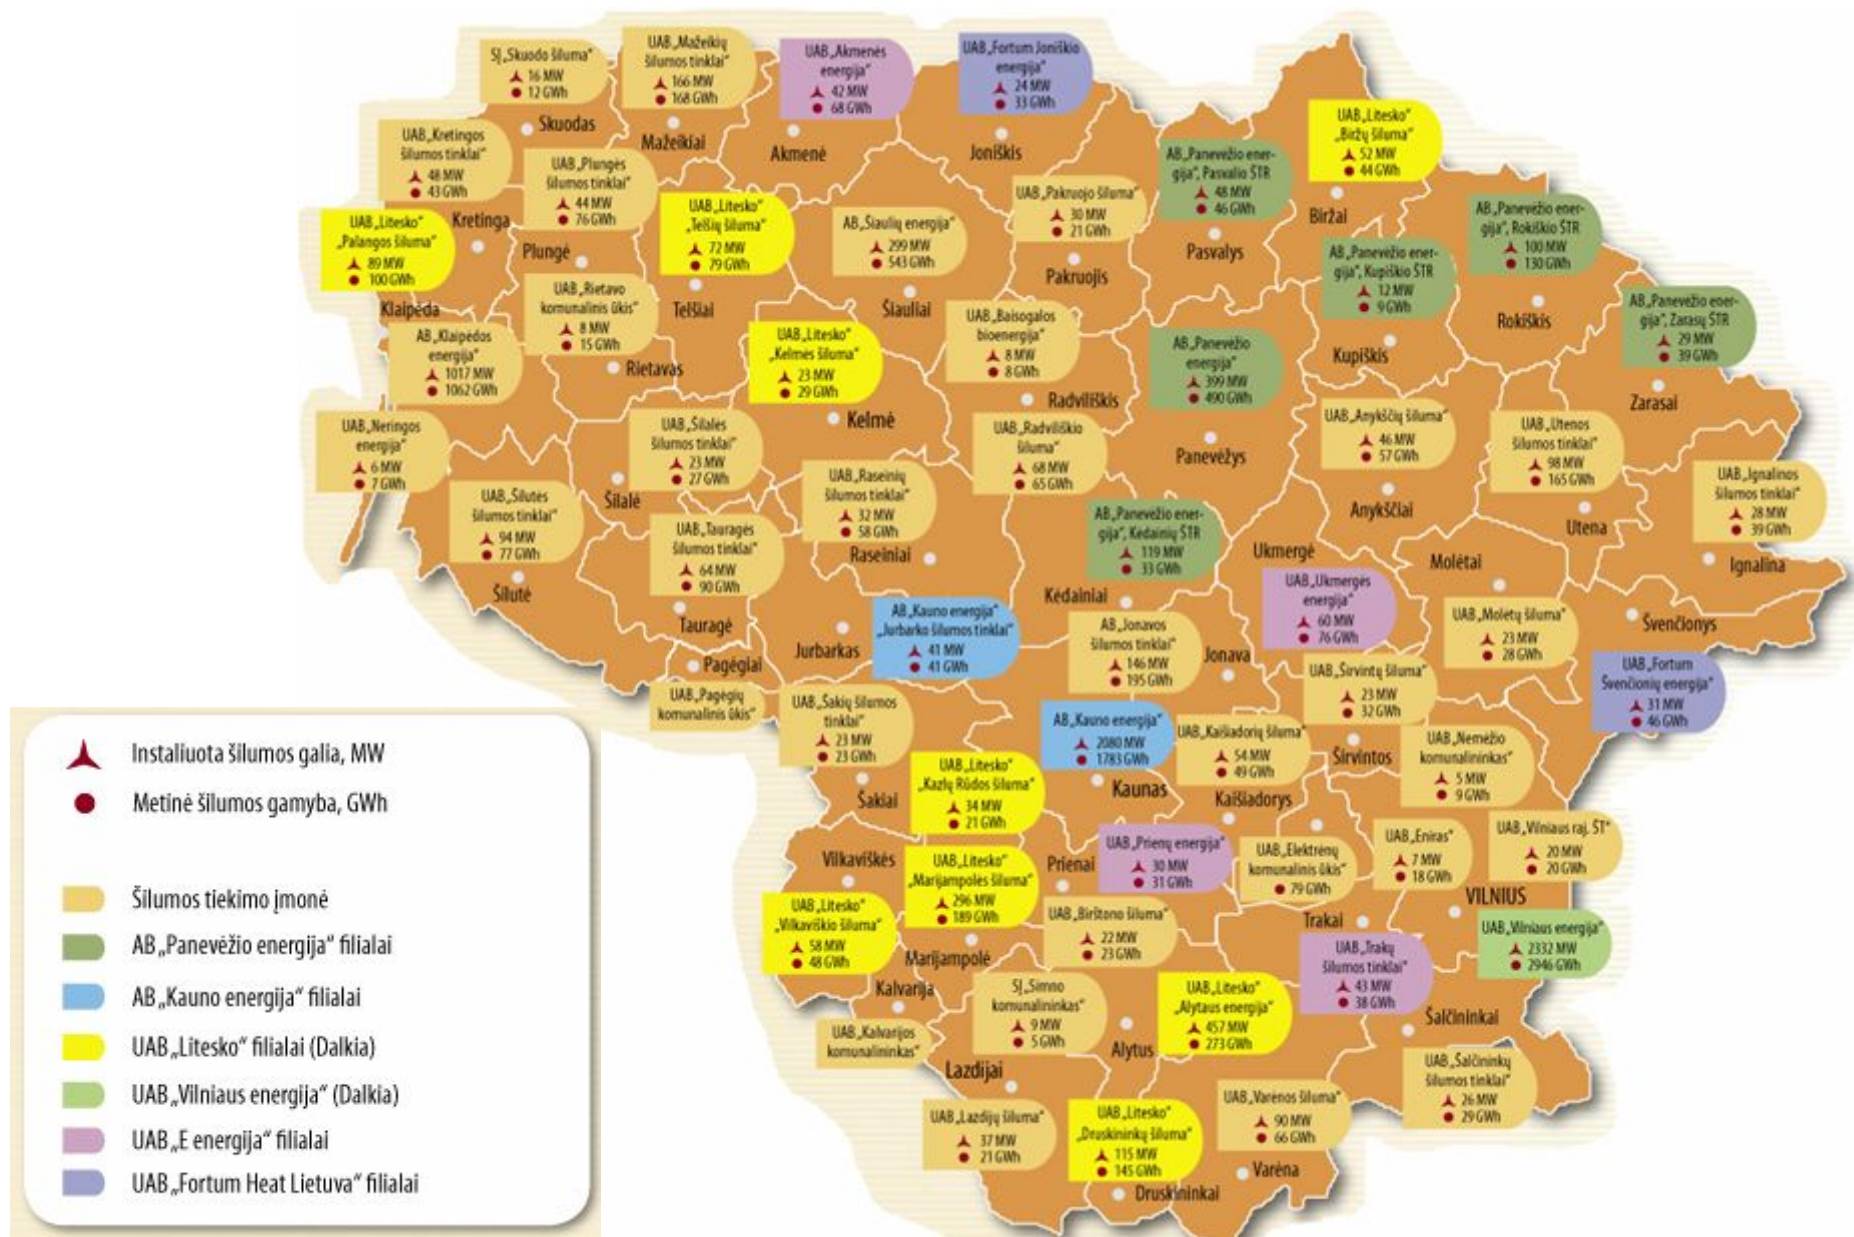 SĮ „Skuodo šiluma“
16 MW
12 GWh
Skuodas
UAB „Mažeikių
šilumos tinklai“
166 MW
168 GWh
Mažeikiai
UAB „Akmenės
energija“
42 MW
68 GWh
Akmenė
UAB „Fortum Joniškio
energija“
24 MW
33 GWh
Joniškis
UAB „Litesko“
„Biržų šiluma“
52 MW
44 GWh
Biržai
UAB „Kretingos
šilumos tinklai“
48 MW
43 GWh
Kretinga
UAB „Plungės
šilumos tinklai“
44 MW
76 GWh
Plungė
UAB „Litesko“
„Telšių šiluma“
72 MW
79 GWh
Telšiai
AB „Šiaulių energija“
299 MW
543 GWh
Šiauliai
UAB „Pakruojo šiluma“
30 MW
21 GWh
Pakruojis
AB „Panevėžio ener-
gija“, Pasvalio ŠTR
48 MW
46 GWh
Pasvalys
AB „Panevėžio ener-
gija“, Rokiškio ŠTR
100 MW
130 GWh
Rokiškis
AB „Panevėžio ener-
gija“, Kupiškio ŠTR
12 MW
9 GWh
Kupiškis
AB „Panevėžio ener-
gija“, Zarasų ŠTR
29 MW
39 GWh
Zarasai
UAB „Litesko“
„Palangos šiluma“
89 MW
100 GWh
Klaipėda
AB „Klaipėdos
energija“
1017 MW
1062 GWh
UAB „Rietavo
komunalinis ūkis“
8 MW
15 GWh
Rietavas
UAB „Litesko“
„Kelmės šiluma“
23 MW
29 GWh
Kelmė
UAB „Baisogalos
bioenergija“
8 MW
8 GWh
Radviliškis
AB „Panevėžio
energija“
399 MW
490 GWh
Panevėžys
UAB „Neringos
energija“
6 MW
7 GWh
UAB „Šilalės
šilumos tinklai“
23 MW
27 GWh
Šilalė
UAB „Raseinių
šilumos tinklai“
32 MW
58 GWh
Raseiniai
UAB „Radviliškio
šiluma“
68 MW
65 GWh
UAB „Anykščių šiluma“
46 MW
57 GWh
Anykščiai
UAB „Utenos
šilumos tinklai“
98 MW
165 GWh
Utena
UAB „Ignalinos
šilumos tinklai“
28 MW
39 GWh
Ignalina
UAB „Šilutės
šilumos tinklai“
94 MW
77 GWh
Šilutė
UAB „Tauragės
šilumos tinklai“
64 MW
90 GWh
Tauragė
AB „Panevėžio ener-
gija“, Kėdainių ŠTR
119 MW
33 GWh
Kėdainiai
Ukmergė
UAB „Ukmergės
energija“
60 MW
76 GWh
Molėtai
UAB „Molėtų šiluma“
23 MW
28 GWh
Švenčionys
UAB „Fortum
Švenčionių energija“
31 MW
46 GWh
Jurbarkas
AB „Kauno energija“
„Jurbarko šilumos tinklai“
41 MW
41 GWh
AB „Jonavos
šilumos tinklai“
146 MW
195 GWh
Jonava
UAB „Širvintų šiluma“
23 MW
32 GWh
Širvintos
Pagėgiai
UAB „Pagėgių
komunalinis ūkis“
UAB „Šakių šilumos
tinklai“
23 MW
23 GWh
Šakiai
AB „Kauno energija“
2080 MW
1783 GWh
Kaunas
UAB „Kaišiadorių šiluma“
54 MW
49 GWh
Kaišiadorys
UAB „Nemėžio
komunalininkas“
5 MW
9 GWh
UAB „Litesko“
„Kazlų Rūdos šiluma“
34 MW
21 GWh
Vilkaviškės
UAB „Litesko“
„Marijampolės šiluma“
296 MW
189 GWh
Marijampolė
Prienai
UAB „Prienų energija“
30 MW
31 GWh
UAB „Elektrėnų
komunalinis ūkis“
79 GWh
UAB „Eniras“
7 MW
18 GWh
UAB „Vilniaus raj. ŠT“
20 MW
20 GWh
VILNIUS
UAB „Vilniaus energija“
2332 MW
2946 GWh
UAB „Litesko“
„Vilkaviškio šiluma“
58 MW
48 GWh
UAB „Birštono šiluma“
22 MW
23 GWh
Trakai
UAB „Trakų
šilumos tinklai“
43 MW
38 GWh
Kalvarija
UAB „Kalvarijos
komunalininkas“
SĮ „Simno
komunalininkas“
9 MW
5 GWh
Alytus
UAB „Litesko“
„Alytaus energija“
457 MW
273 GWh
Šalčininkai
UAB „Šalčininkų
šilumos tinklai“
26 MW
29 GWh
Lazdijai
UAB „Lazdijų šiluma“
37 MW
21 GWh
UAB „Litesko“
„Druskininkų šiluma“
115 MW
145 GWh
Druskininkai
UAB „Varėnos šiluma“
90 MW
66 GWh
Varėna
Instaliuota šilumos galia, MW
Metinė šilumos gamyba, GWh
Šilumos tiekimo įmonė
AB „Panevėžio energija“ filialai
AB „Kauno energija“ filialai
UAB „Litesko“ filialai (Dalkia)
UAB „Vilniaus energija“ (Dalkia)
UAB „E energija“ filialai
UAB „Fortum Heat Lietuva“ filialai